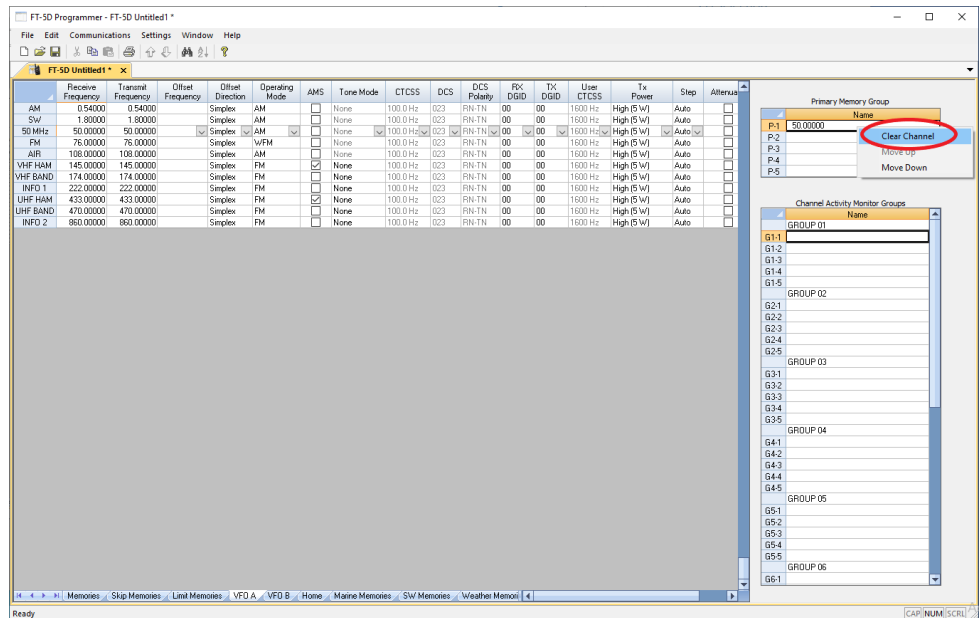 FT-5D Programmer - FT-5D Untitled1 *
File Edit Communications Settings Window Help
FT-5D Untitled1 * x
Receive Frequency Transmit Frequency Offset Frequency Offset Direction Operating Mode AMS Tone Mode CTCSS DCS DCS Polarity RX DGID TX DGID User CTCSS Tx Power Step Attenua
AM 0.54000 0.54000 Simplex AM None 100.0 Hz 023 RN-TN 00 00 1600 Hz High (5 W) Auto
SW 1.80000 1.80000 Simplex AM None 100.0 Hz 023 RN-TN 00 00 1600 Hz High (5 W) Auto
50 MHz 50.00000 50.00000 Simplex AM None 100.0 Hz 023 RN-TN 00 00 1600 Hz High (5 W) Auto
FM 76.00000 76.00000 Simplex WFM None 100.0 Hz 023 RN-TN 00 00 1600 Hz High (5 W) Auto
AIR 108.00000 108.00000 Simplex AM None 100.0 Hz 023 RN-TN 00 00 1600 Hz High (5 W) Auto
VHF HAM 145.00000 145.00000 Simplex FM None 100.0 Hz 023 RN-TN 00 00 1600 Hz High (5 W) Auto
VHF BAND 174.00000 174.00000 Simplex FM None 100.0 Hz 023 RN-TN 00 00 1600 Hz High (5 W) Auto
INFO 1 222.00000 222.00000 Simplex FM None 100.0 Hz 023 RN-TN 00 00 1600 Hz High (5 W) Auto
UHF HAM 433.00000 433.00000 Simplex FM None 100.0 Hz 023 RN-TN 00 00 1600 Hz High (5 W) Auto
UHF BAND 470.00000 470.00000 Simplex FM None 100.0 Hz 023 RN-TN 00 00 1600 Hz High (5 W) Auto
INFO 2 860.00000 860.00000 Simplex FM None 100.0 Hz 023 RN-TN 00 00 1600 Hz High (5 W) Auto
Primary Memory Group
Name
P-1 50.00000
P-2
P-3
P-4
P-5
Clear Channel
Move Up
Move Down
Channel Activity Monitor Groups
Name
GROUP 01
G1-1
G1-2
G1-3
G1-4
G1-5
GROUP 02
G2-1
G2-2
G2-3
G2-4
G2-5
GROUP 03
G3-1
G3-2
G3-3
G3-4
G3-5
GROUP 04
G4-1
G4-2
G4-3
G4-4
G4-5
GROUP 05
G5-1
G5-2
G5-3
G5-4
G5-5
GROUP 06
G6-1
Memories Skip Memories Limit Memories VFO A VFO B Home Marine Memories SW Memories Weather Memori
Ready CAP NUM SCRL